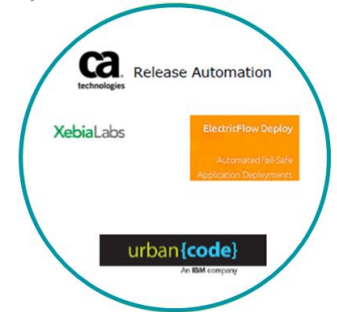 ca
technologies
Release Automation
XebiaLabs
ElectricFlow Deploy
Automated Fail-Safe
Application Deployments
urban{code}
An IBM company